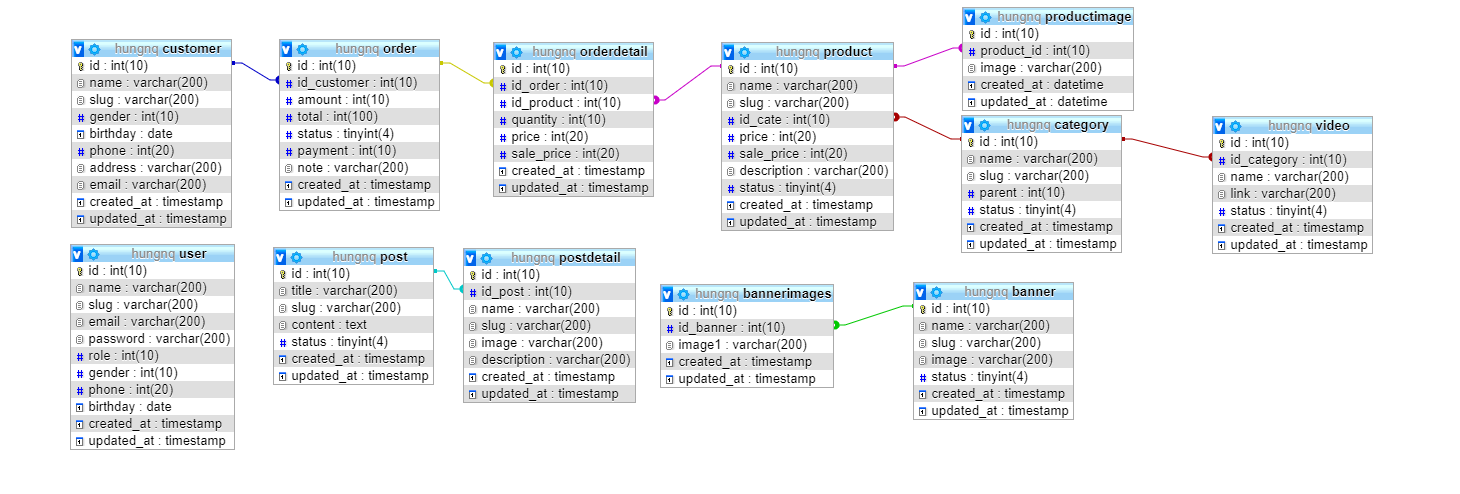 hungnq customer
id : int(10)
name : varchar(200)
slug : varchar(200)
gender : int(10)
birthday : date
phone : int(20)
address : varchar(200)
email : varchar(200)
created_at : timestamp
updated_at : timestamp
hungnq order
id : int(10)
id_customer : int(10)
amount : int(10)
total : int(100)
status : tinyint(4)
payment : int(10)
note : varchar(200)
created_at : timestamp
updated_at : timestamp
hungnq orderdetail
id : int(10)
id_order : int(10)
id_product : int(10)
quantity : int(10)
price : int(20)
sale_price : int(20)
created_at : timestamp
updated_at : timestamp
hungnq product
id : int(10)
name : varchar(200)
slug : varchar(200)
id_cate : int(10)
price : int(20)
sale_price : int(20)
description : varchar(200)
status : tinyint(4)
created_at : timestamp
updated_at : timestamp
hungnq productimage
id : int(10)
product_id : int(10)
image : varchar(200)
created_at : datetime
updated_at : datetime
hungnq category
id : int(10)
name : varchar(200)
slug : varchar(200)
parent : int(10)
status : tinyint(4)
created_at : timestamp
updated_at : timestamp
hungnq video
id : int(10)
id_category : int(10)
name : varchar(200)
link : varchar(200)
status : tinyint(4)
created_at : timestamp
updated_at : timestamp
hungnq user
id : int(10)
name : varchar(200)
slug : varchar(200)
email : varchar(200)
password : varchar(200)
role : int(10)
gender : int(10)
phone : int(20)
birthday : date
created_at : timestamp
updated_at : timestamp
hungnq post
id : int(10)
title : varchar(200)
slug : varchar(200)
content : text
status : tinyint(4)
created_at : timestamp
updated_at : timestamp
hungnq postdetail
id : int(10)
id_post : int(10)
name : varchar(200)
slug : varchar(200)
image : varchar(200)
description : varchar(200)
created_at : timestamp
updated_at : timestamp
hungnq bannerimages
id : int(10)
id_banner : int(10)
image1 : varchar(200)
created_at : timestamp
updated_at : timestamp
hungnq banner
id : int(10)
name : varchar(200)
slug : varchar(200)
image : varchar(200)
status : tinyint(4)
created_at : timestamp
updated_at : timestamp